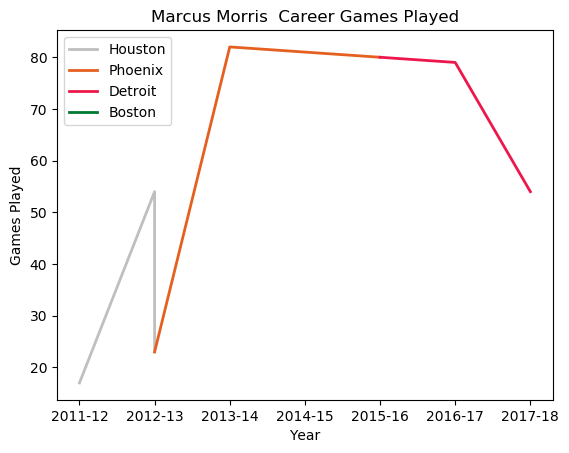 Marcus Morris  Career Games Played
Houston
Phoenix
Detroit
Boston
Games Played
80
70
60
50
40
30
20
2011-12 2012-13 2013-14 2014-15 2015-16 2016-17 2017-18
Year